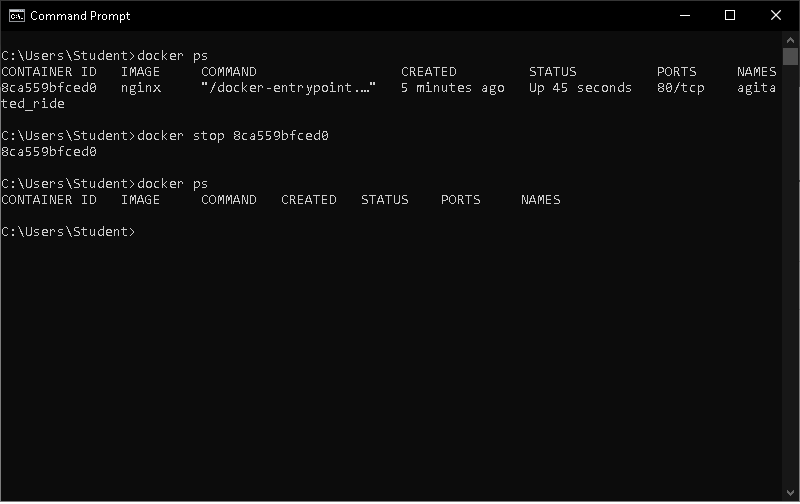 Command Prompt
C:\Users\Student>docker ps
CONTAINER ID   IMAGE     COMMAND                  CREATED         STATUS          PORTS     NAMES
8ca559bfced0   nginx     "/docker-entrypoint.…"   5 minutes ago   Up 45 seconds   80/tcp    agita
ted_ride
C:\Users\Student>docker stop 8ca559bfced0
8ca559bfced0
C:\Users\Student>docker ps
CONTAINER ID   IMAGE     COMMAND   CREATED   STATUS    PORTS     NAMES
C:\Users\Student>